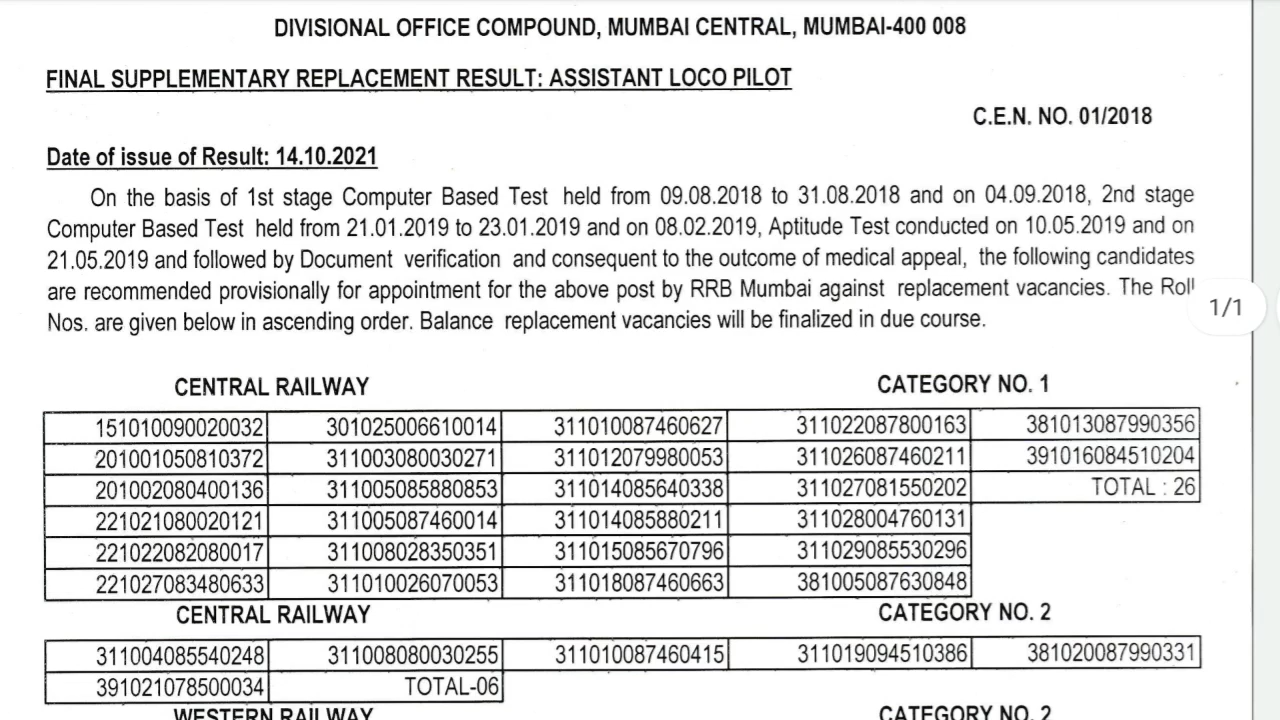 DIVISIONAL OFFICE COMPOUND, MUMBAI CENTRAL, MUMBAI-400 008
FINAL SUPPLEMENTARY REPLACEMENT RESULT: ASSISTANT LOCO PILOT
C.E.N. NO. 01/2018
Date of issue of Result: 14.10.2021
On the basis of 1st stage Computer Based Test held from 09.08.2018 to 31.08.2018 and on 04.09.2018, 2nd stage
Computer Based Test held from 21.01.2019 to 23.01.2019 and on 08.02.2019, Aptitude Test conducted on 10.05.2019 and on
21.05.2019 and followed by Document verification and consequent to the outcome of medical appeal, the following candidates
are recommended provisionally for appointment for the above post by RRB Mumbai against replacement vacancies. The Roll
Nos. are given below in ascending order. Balance replacement vacancies will be finalized in due course.
1/1
CENTRAL RAILWAY CATEGORY NO. 1
151010090020032 301025006610014 311010087460627 311022087800163 381013087990356
201001050810372 311003080030271 311012079980053 311026087460211 391016084510204
201002080400136 311005085880853 311014085640338 311027081550202 TOTAL : 26
221021080020121 311005087460014 311014085880211 311028004760131
221022082080017 311008028350351 311015085670796 311029085530296
221027083480633 311010026070053 311018087460663 381005087630848
CENTRAL RAILWAY CATEGORY NO. 2
311004085540248 311008080030255 311010087460415 311019094510386 381020087990331
391021078500034 TOTAL-06
WESTERN RAILWAY CATEGORY NO. 2